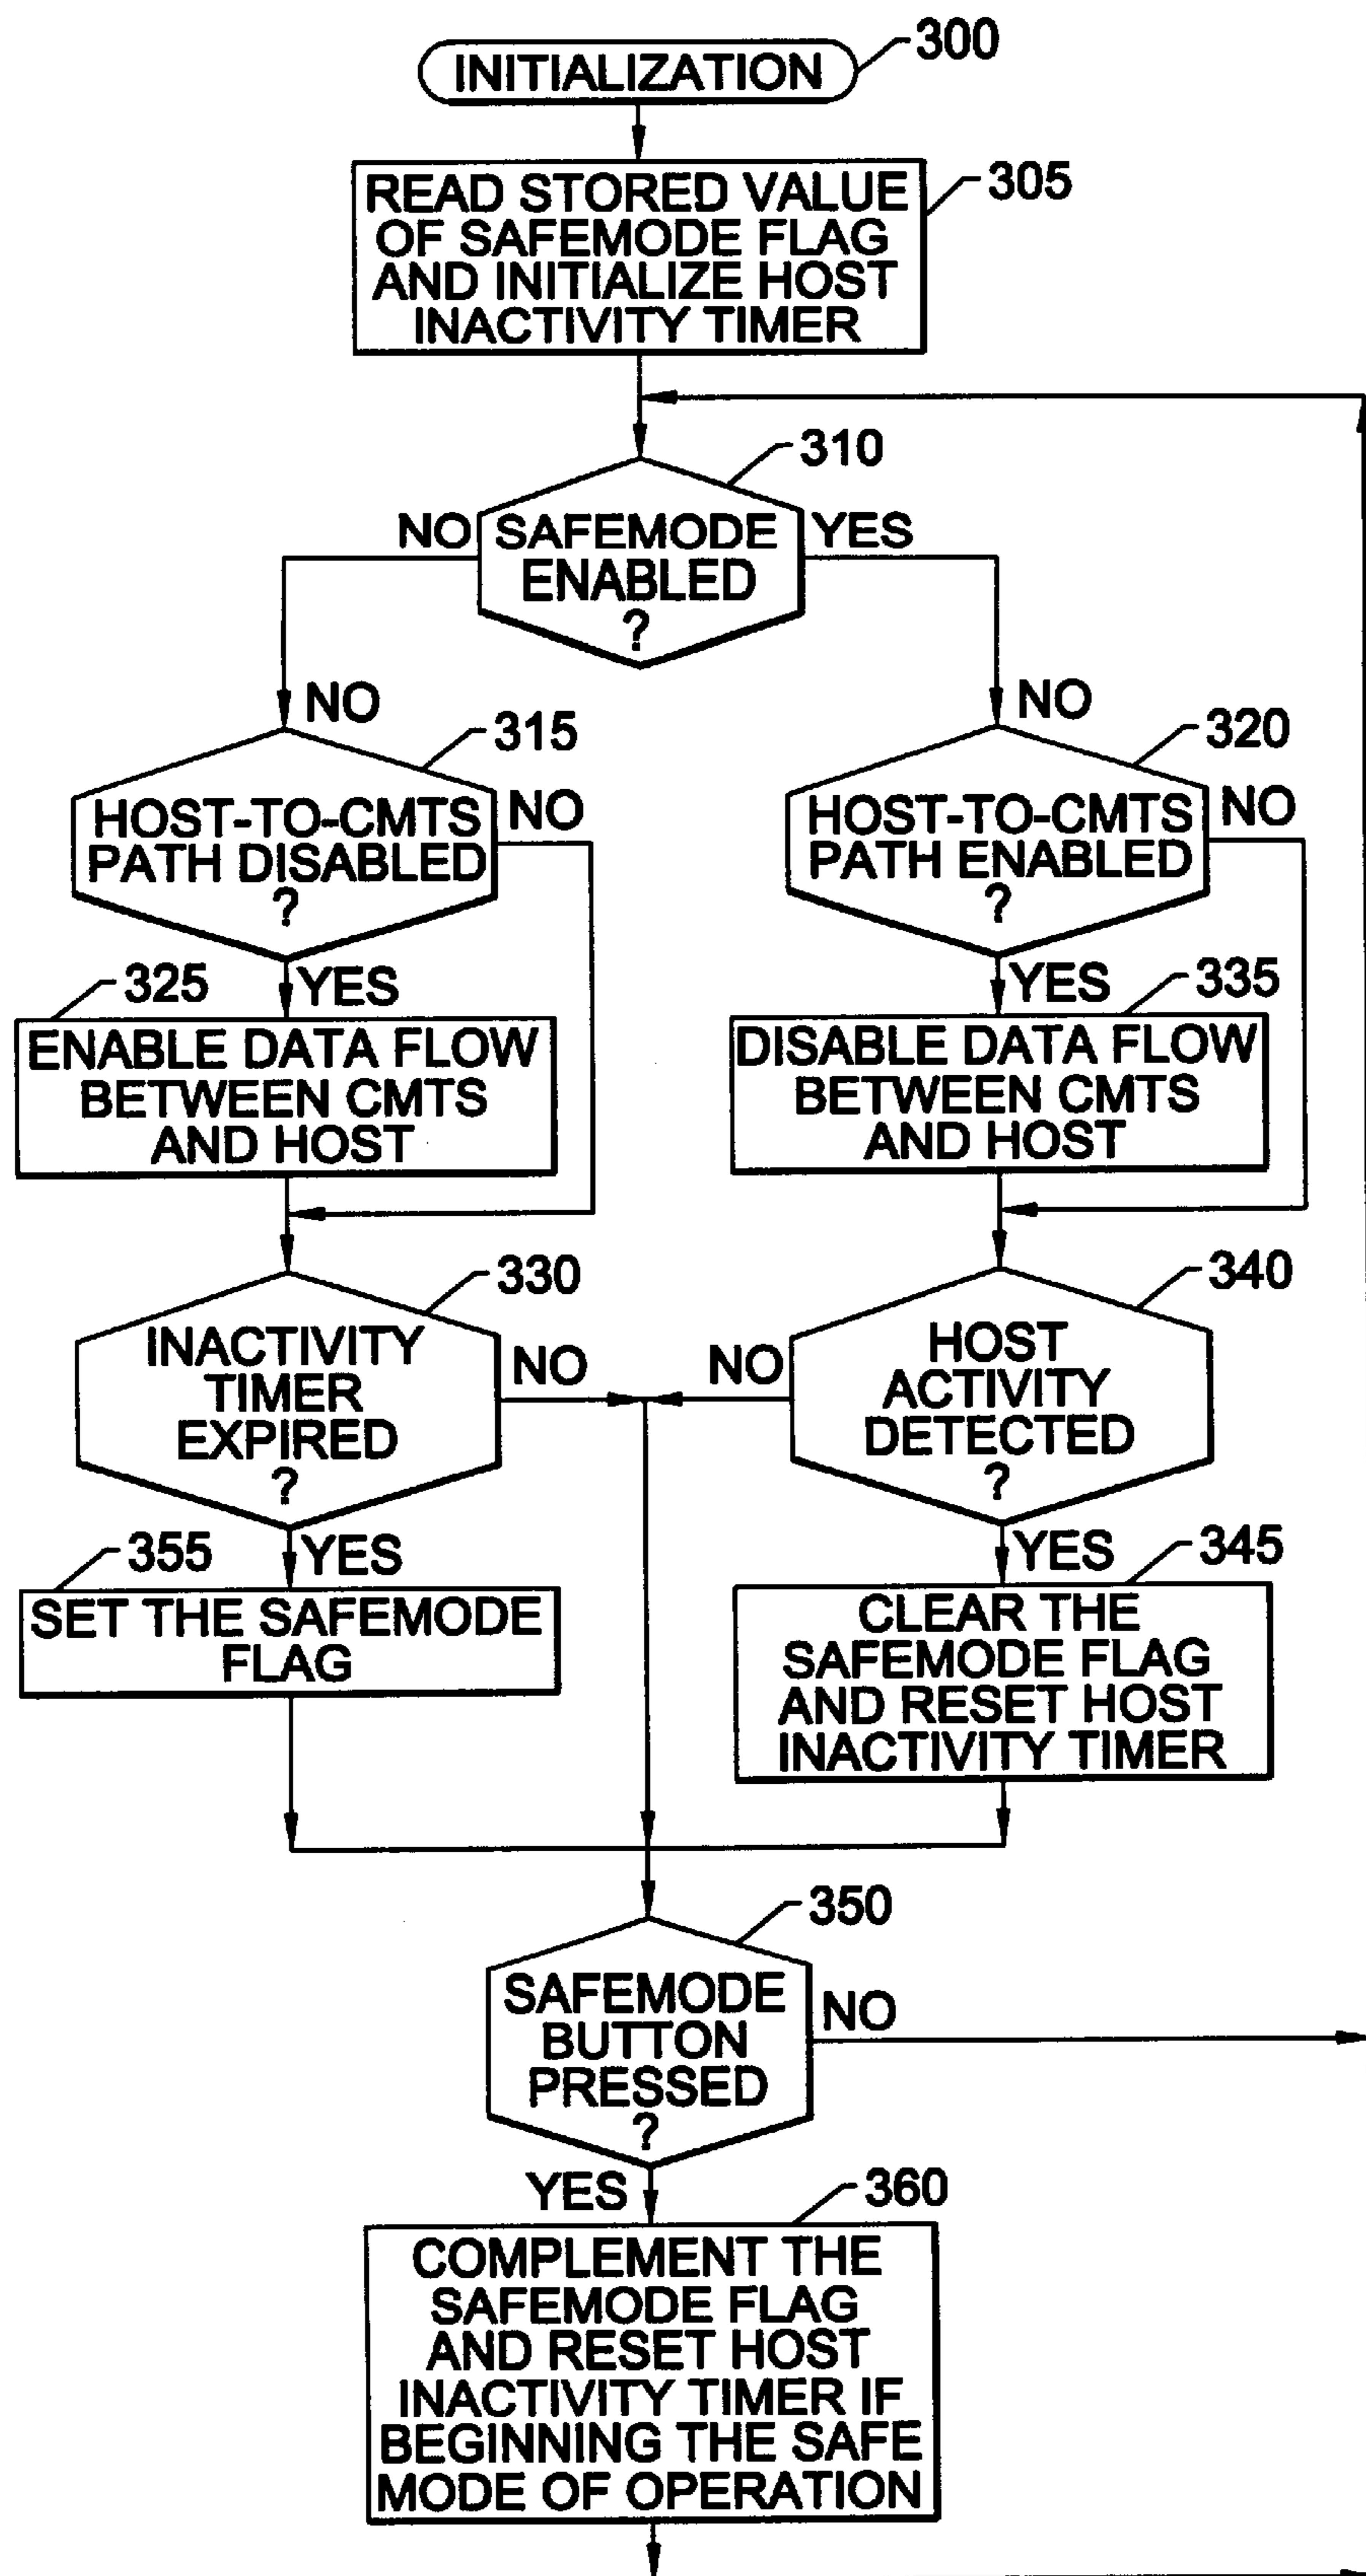 INITIALIZATION
300
READ STORED VALUE
OF SAFEMODE FLAG
AND INITIALIZE HOST
INACTIVITY TIMER
305
310
NO
SAFEMODE
ENABLED
?
YES
NO
NO
315
320
HOST-TO-CMTS
PATH DISABLED
?
NO
HOST-TO-CMTS
PATH ENABLED
?
NO
325
YES
YES
335
ENABLE DATA FLOW
BETWEEN CMTS
AND HOST
DISABLE DATA FLOW
BETWEEN CMTS
AND HOST
330
340
INACTIVITY
TIMER
EXPIRED
?
NO
NO
HOST
ACTIVITY
DETECTED
?
355
YES
YES
345
SET THE SAFEMODE
FLAG
CLEAR THE
SAFEMODE FLAG
AND RESET HOST
INACTIVITY TIMER
350
SAFEMODE
BUTTON
PRESSED
?
NO
YES
360
COMPLEMENT THE
SAFEMODE FLAG
AND RESET HOST
INACTIVITY TIMER IF
BEGINNING THE SAFE
MODE OF OPERATION